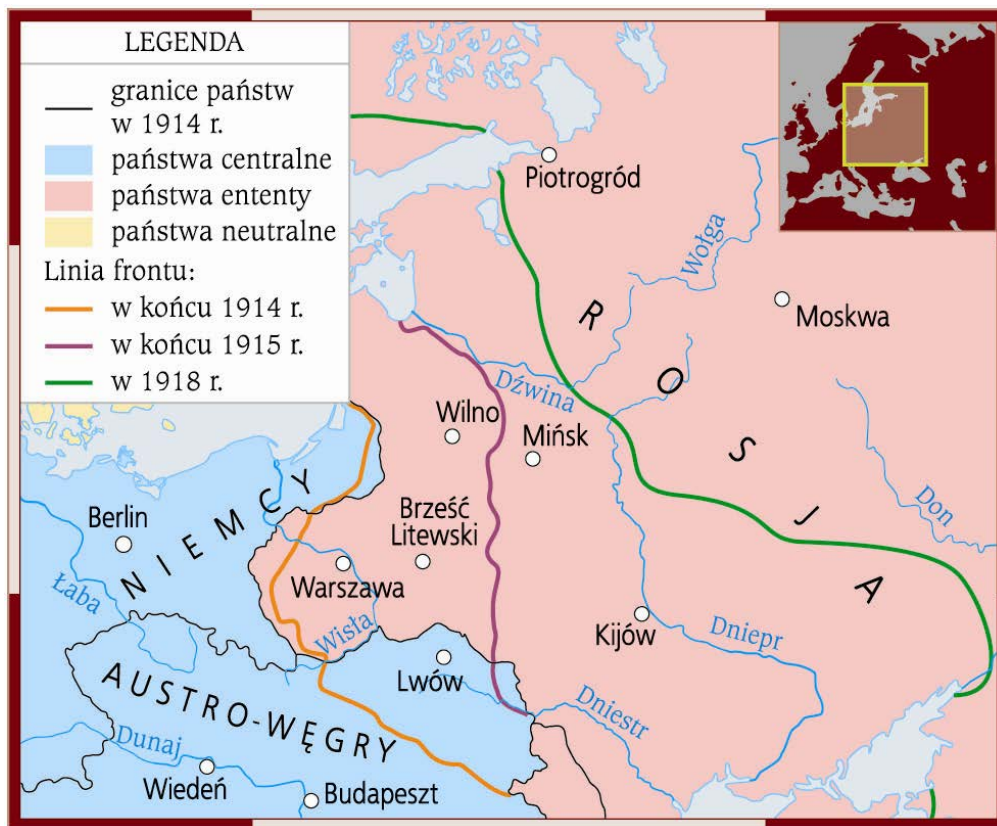 LEGENDA
granice państw
w 1914 r.
państwa centralne
państwa ententy
państwa neutralne
Linia frontu:
w końcu 1914 r.
w końcu 1915 r.
w 1918 r.
Piotrogród
Wołga
Moskwa
ROSJA
Dźwina
Wilno
Mińsk
Don
NIEMCY
Berlin
Brześć
Litewski
Warszawa
Łaba
Wisła
Kijów
Dniepr
Lwów
AUSTRO-WĘGRY
Dniestr
Dunaj
Wiedeń
Budapeszt